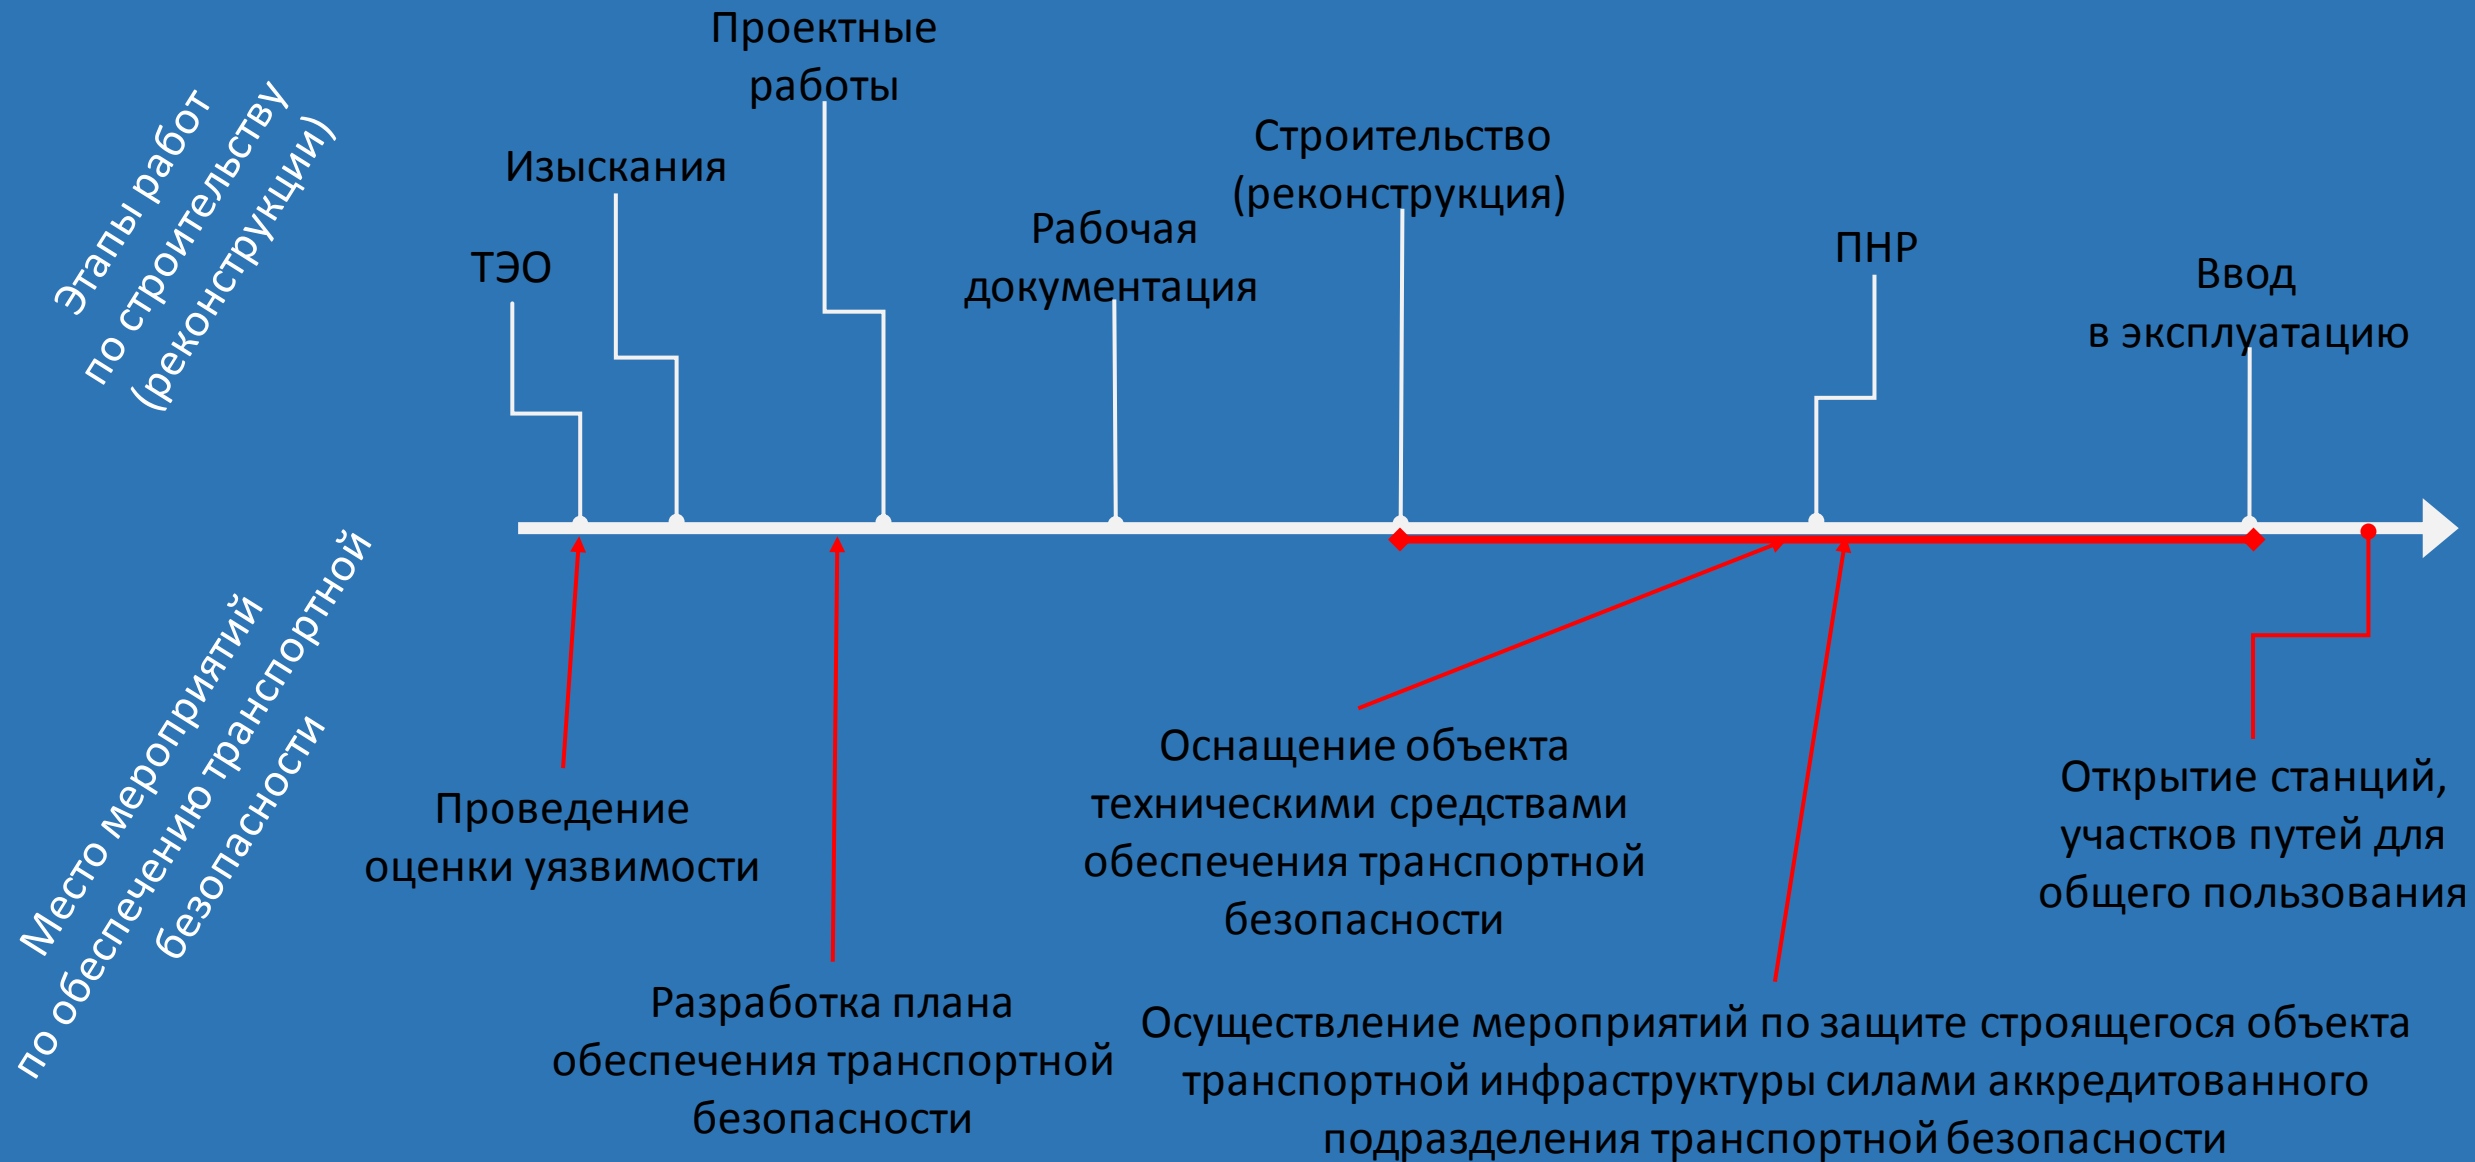 Этапы работ
по строительству
(реконструкции)
Проектные
работы
Изыскания
ТЭО
Рабочая
документация
Строительство
(реконструкция)
ПНР
Ввод
в эксплуатацию
Место мероприятий
по обеспечению транспортной
безопасности
Проведение
оценки уязвимости
Разработка плана
обеспечения транспортной
безопасности
Оснащение объекта
техническими средствами
обеспечения транспортной
безопасности
Осуществление мероприятий по защите строящегося объекта
транспортной инфраструктуры силами аккредитованного
подразделения транспортной безопасности
Открытие станций,
участков путей для
общего пользования